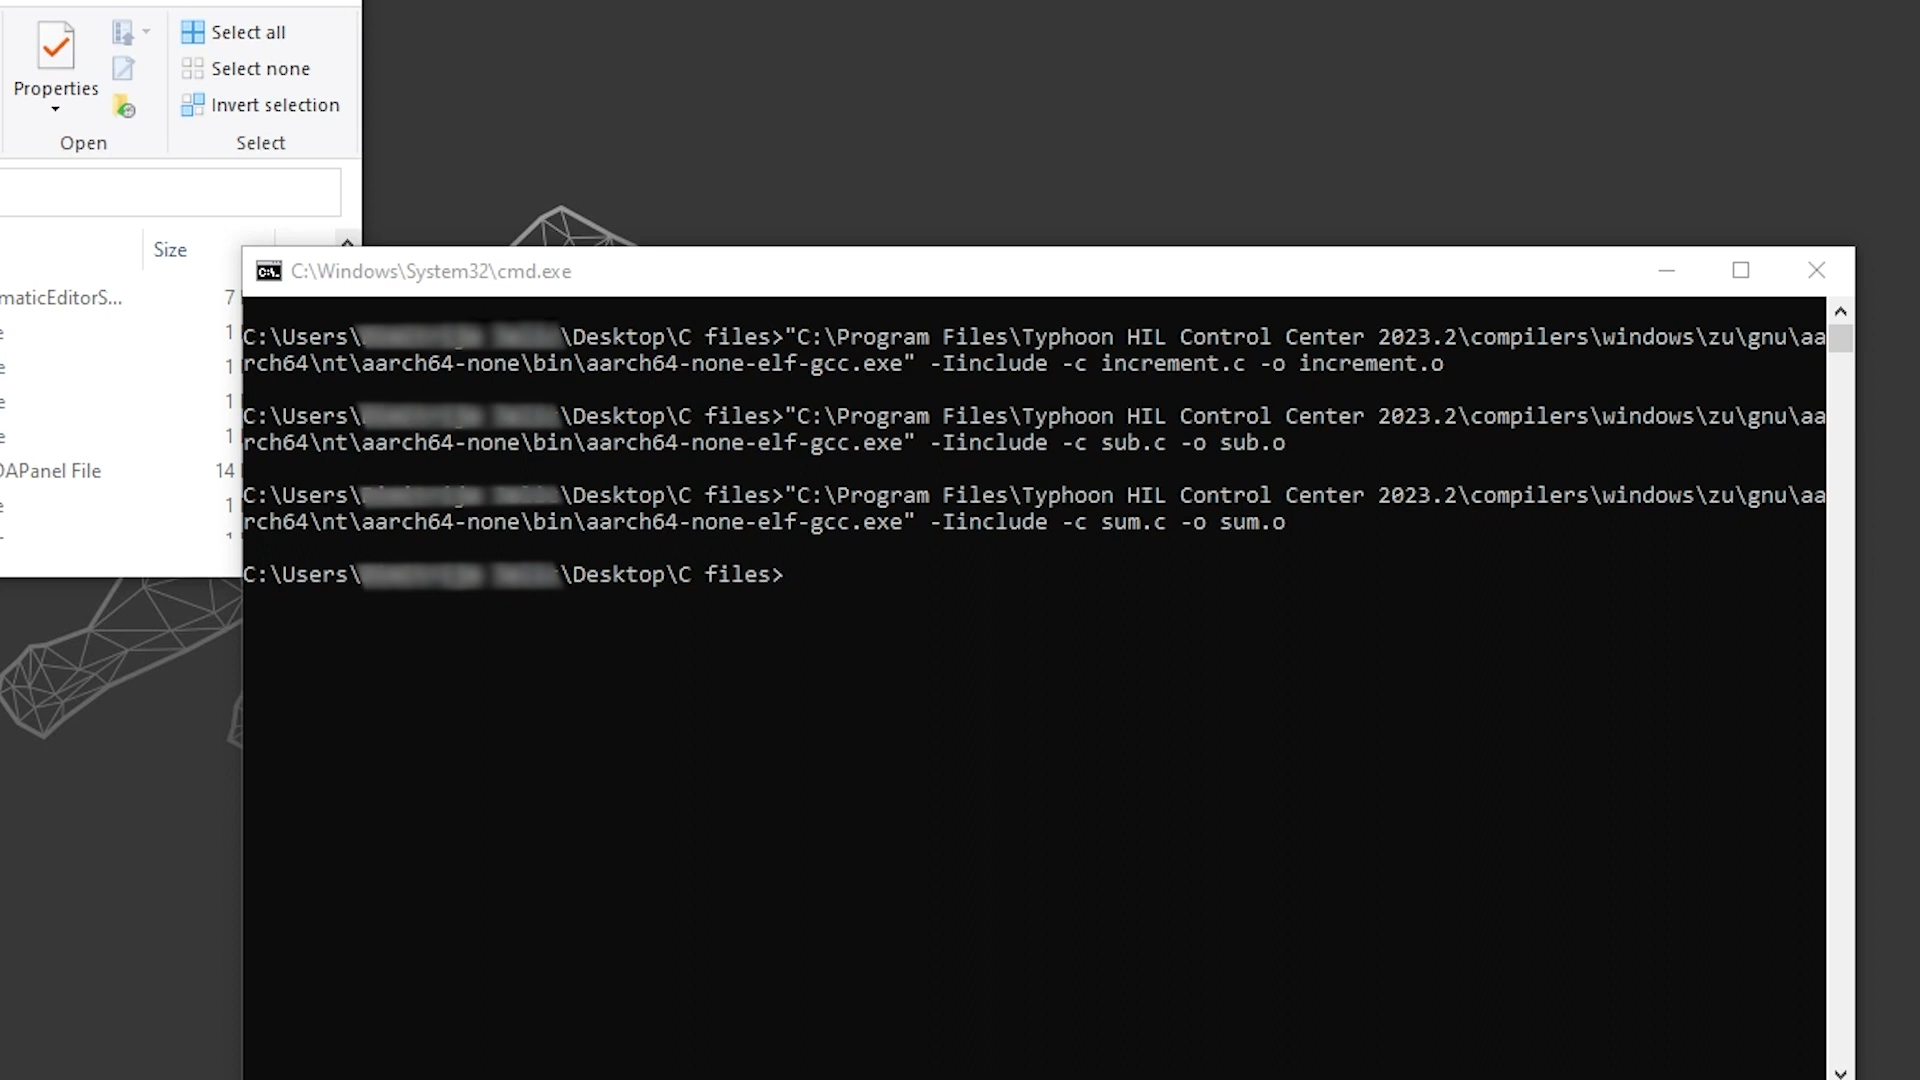 Properties
Open
Select all
Select none
Invert selection
Select
Size
maticEditorS...
7
1
1
1
1
DAPanel File
14
1
C:\Windows\System32\cmd.exe
C:\Users\ \Desktop\C files>"C:\Program Files\Typhoon HIL Control Center 2023.2\compilers\windows\zu\gnu\aa
rch64\nt\aarch64-none\bin\aarch64-none-elf-gcc.exe" -Iinclude -c increment.c -o increment.o
C:\Users\ \Desktop\C files>"C:\Program Files\Typhoon HIL Control Center 2023.2\compilers\windows\zu\gnu\aa
rch64\nt\aarch64-none\bin\aarch64-none-elf-gcc.exe" -Iinclude -c sub.c -o sub.o
C:\Users\ \Desktop\C files>"C:\Program Files\Typhoon HIL Control Center 2023.2\compilers\windows\zu\gnu\aa
rch64\nt\aarch64-none\bin\aarch64-none-elf-gcc.exe" -Iinclude -c sum.c -o sum.o
C:\Users\ \Desktop\C files>